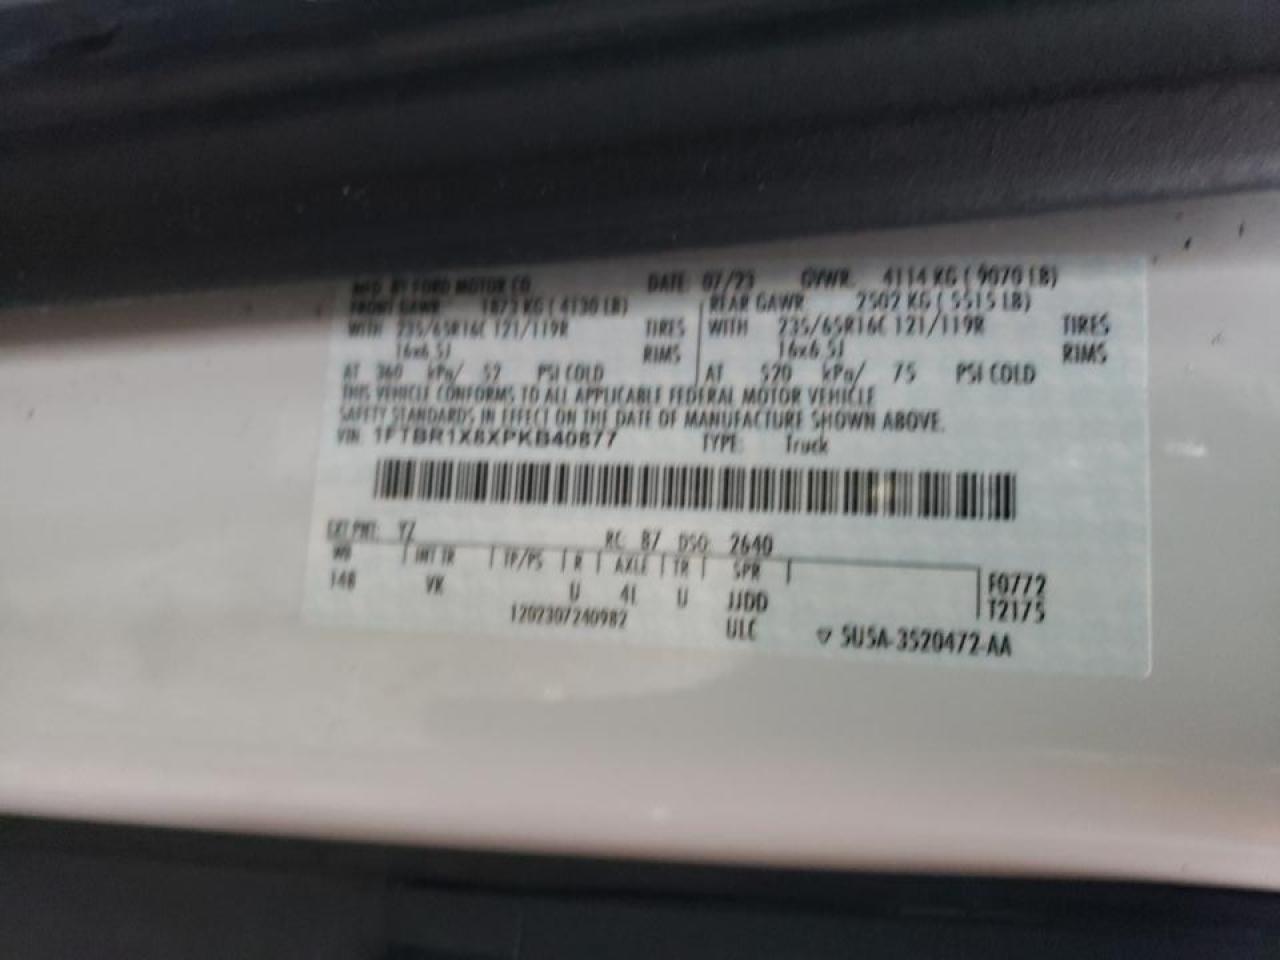 MFD. BY FORD MOTOR CO. DATE: 07/23 GVWR: 4114 KG ( 9070 LB)
FRONT GAWR: 1873 KG ( 4130 LB) REAR GAWR: 2502 KG ( 5515 LB)
WITH 235/65R16C 121/119R TIRES WITH 235/65R16C 121/119R TIRES
16x6.5J RIMS 16x6.5J RIMS
AT 360 kPa/ 52 PSI COLD AT 520 kPa/ 75 PSI COLD
THIS VEHICLE CONFORMS TO ALL APPLICABLE FEDERAL MOTOR VEHICLE
SAFETY STANDARDS IN EFFECT ON THE DATE OF MANUFACTURE SHOWN ABOVE.
VIN: 1FTBR1X8XPKB40877 TYPE: Truck
EXT PNT: YZ RC: 87 DSO: 2640
WB INT TR TP/PS R AXLE TR SPR F0772
148 VK U 41 U JJDD T2175
1202307240982 ULC ▽ 5U5A-3520472-AA